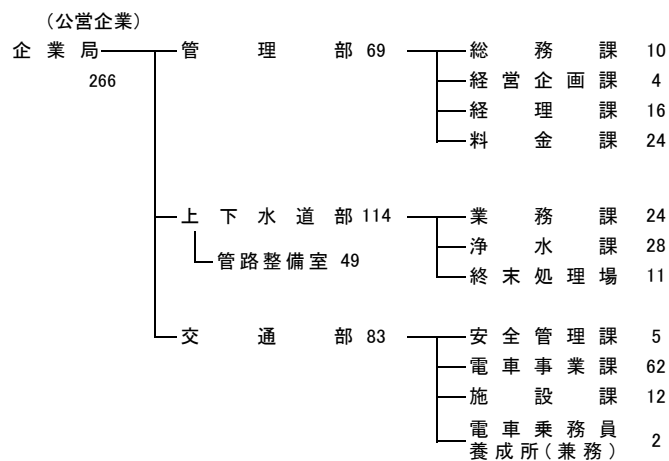 （公営企業）
企業局 管理部 69 総務課 10
266 経営企画課 4
経理課 16
料金課 24
上下水道部 114 業務課 24
管路整備室 49 浄水課 28
終末処理場 11
交通部 83 安全管理課 5
電車事業課 62
施設課 12
電車乗務員
養成所（兼務） 2